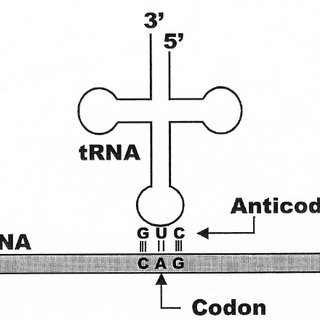 3’
5’
tRNA
Anticod
G U C
NA
C A G
Codon